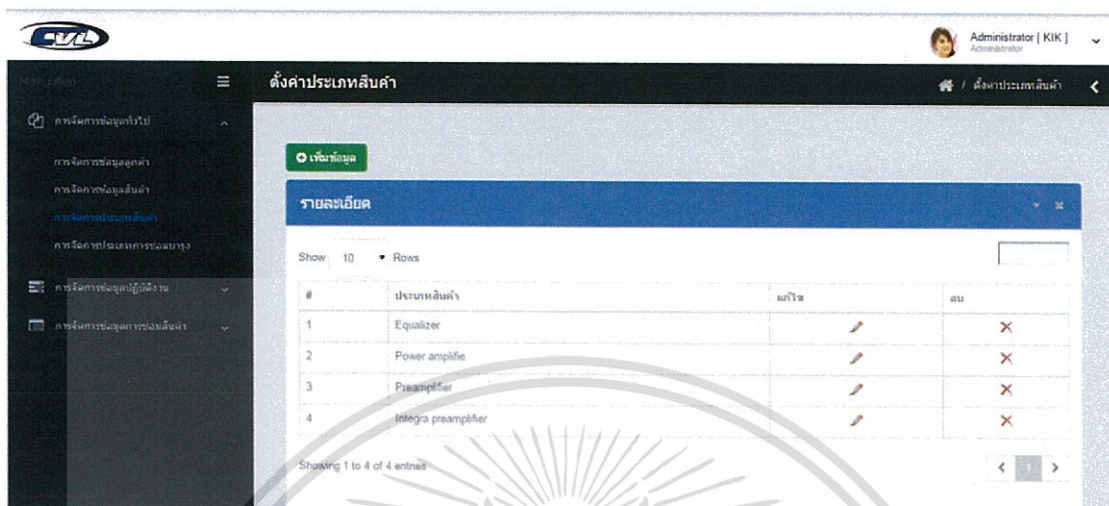 CVL
Administrator [ KIK ]
Administrator
Navigation
ตั้งค่าประเภทสินค้า
/ ตั้งค่าประเภทสินค้า
การจัดการข้อมูลทั่วไป
การจัดการข้อมูลลูกค้า
การจัดการข้อมูลสินค้า
การจัดการประเภทสินค้า
การจัดการประเภทการซ่อมบำรุง
การจัดการข้อมูลปฏิบัติงาน
การจัดการข้อมูลการซ่อมสินค้า
เพิ่มข้อมูล
รายละเอียด
Show 10 Rows
# ประเภทสินค้า แก้ไข ลบ
1 Equalizer
2 Power amplifie
3 Preamplifier
4 Integra preamplifier
Showing 1 to 4 of 4 entries
1